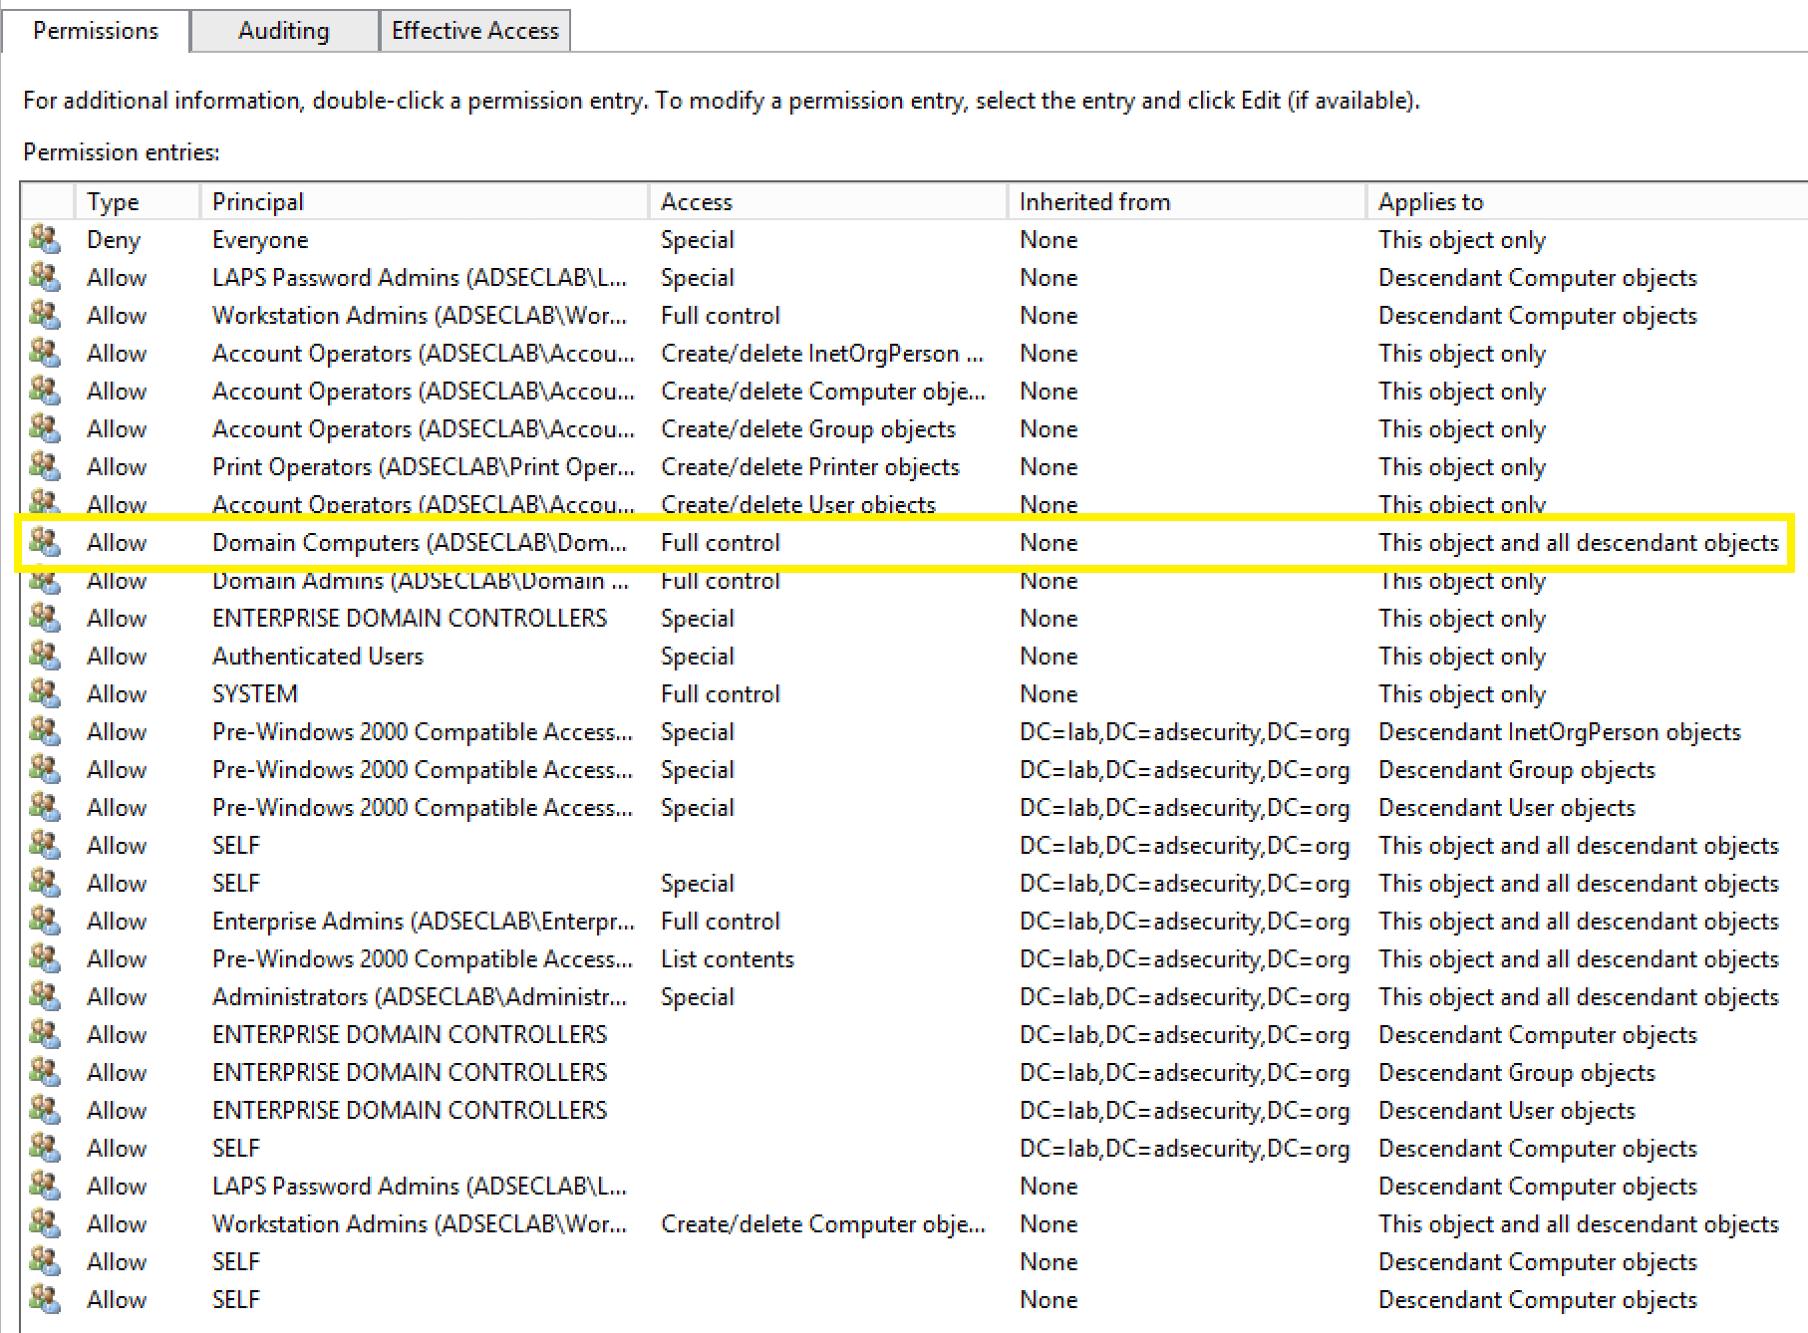 Permissions Auditing Effective Access
For additional information, double-click a permission entry. To modify a permission entry, select the entry and click Edit (if available).
Permission entries:
Type Principal Access Inherited from Applies to
Deny Everyone Special None This object only
Allow LAPS Password Admins (ADSECLAB\L... Special None Descendant Computer objects
Allow Workstation Admins (ADSECLAB\Wor... Full control None Descendant Computer objects
Allow Account Operators (ADSECLAB\Accou... Create/delete InetOrgPerson ... None This object only
Allow Account Operators (ADSECLAB\Accou... Create/delete Computer obje... None This object only
Allow Account Operators (ADSECLAB\Accou... Create/delete Group objects None This object only
Allow Print Operators (ADSECLAB\Print Oper... Create/delete Printer objects None This object only
Allow Account Operators (ADSECLAB\Accou... Create/delete User objects None This object only
Allow Domain Computers (ADSECLAB\Dom... Full control None This object and all descendant objects
Allow Domain Admins (ADSECLAB\Domain ... Full control None This object only
Allow ENTERPRISE DOMAIN CONTROLLERS Special None This object only
Allow Authenticated Users Special None This object only
Allow SYSTEM Full control None This object only
Allow Pre-Windows 2000 Compatible Access... Special DC=lab,DC=adsecurity,DC=org Descendant InetOrgPerson objects
Allow Pre-Windows 2000 Compatible Access... Special DC=lab,DC=adsecurity,DC=org Descendant Group objects
Allow Pre-Windows 2000 Compatible Access... Special DC=lab,DC=adsecurity,DC=org Descendant User objects
Allow SELF DC=lab,DC=adsecurity,DC=org This object and all descendant objects
Allow SELF Special DC=lab,DC=adsecurity,DC=org This object and all descendant objects
Allow Enterprise Admins (ADSECLAB\Enterpr... Full control DC=lab,DC=adsecurity,DC=org This object and all descendant objects
Allow Pre-Windows 2000 Compatible Access... List contents DC=lab,DC=adsecurity,DC=org This object and all descendant objects
Allow Administrators (ADSECLAB\Administr... Special DC=lab,DC=adsecurity,DC=org This object and all descendant objects
Allow ENTERPRISE DOMAIN CONTROLLERS DC=lab,DC=adsecurity,DC=org Descendant Computer objects
Allow ENTERPRISE DOMAIN CONTROLLERS DC=lab,DC=adsecurity,DC=org Descendant Group objects
Allow ENTERPRISE DOMAIN CONTROLLERS DC=lab,DC=adsecurity,DC=org Descendant User objects
Allow SELF DC=lab,DC=adsecurity,DC=org Descendant Computer objects
Allow LAPS Password Admins (ADSECLAB\L... None Descendant Computer objects
Allow Workstation Admins (ADSECLAB\Wor... Create/delete Computer obje... None This object and all descendant objects
Allow SELF None Descendant Computer objects
Allow SELF None Descendant Computer objects